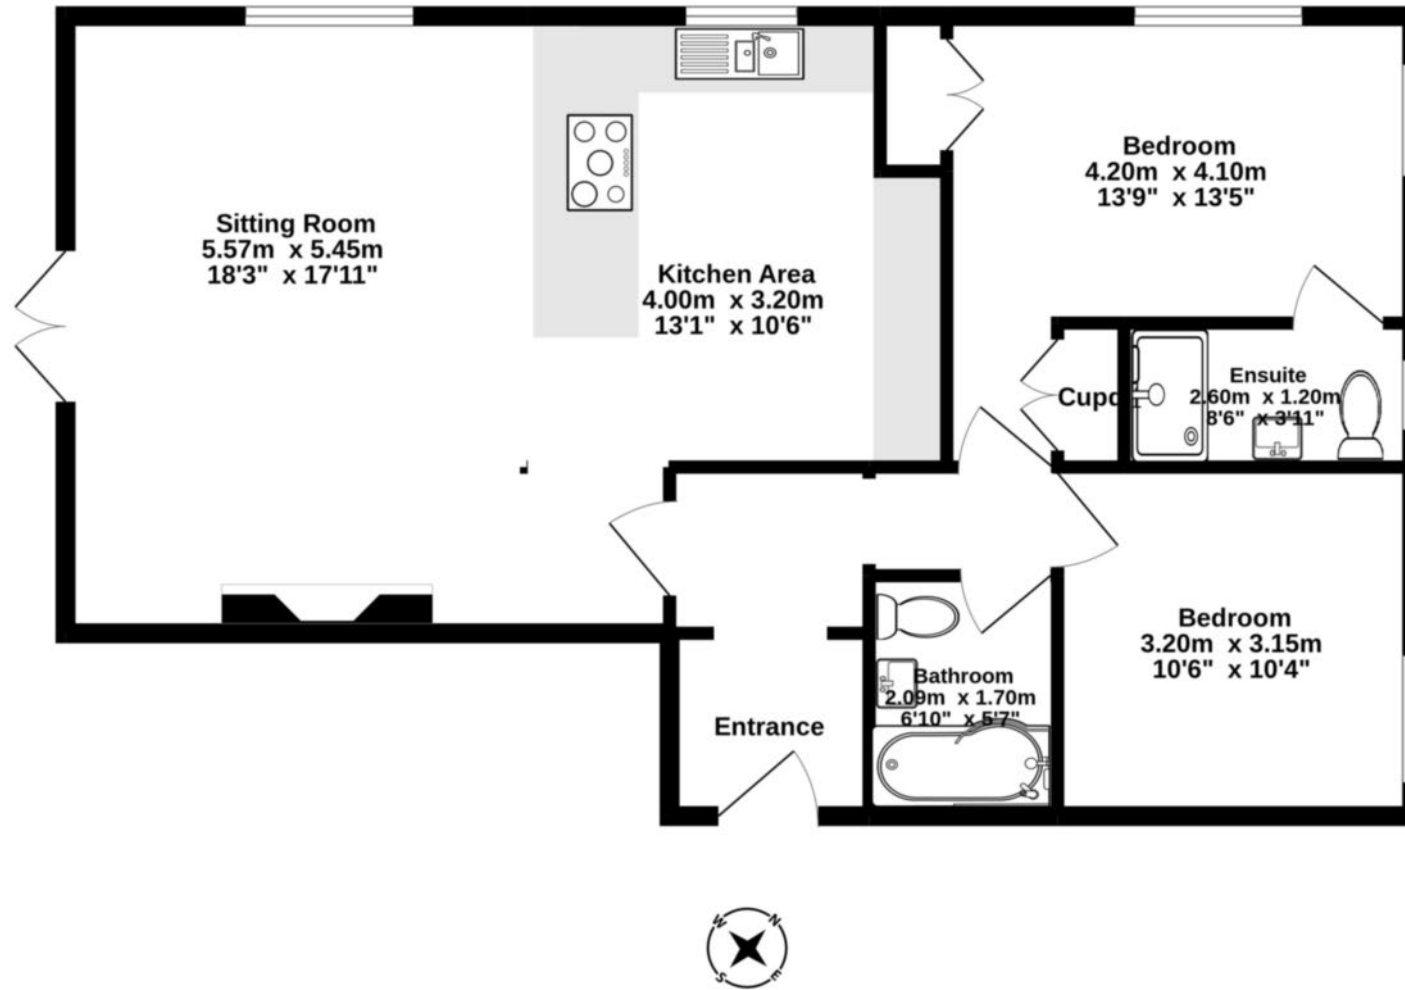 Sitting Room
5.57m x 5.45m
18'3" x 17'11"
Kitchen Area
4.00m x 3.20m
13'1" x 10'6"
Bedroom
4.20m x 4.10m
13'9" x 13'5"
Cupd
Ensuite
2.60m x 1.20m
8'6" x 3'11"
Bedroom
3.20m x 3.15m
10'6" x 10'4"
Bathroom
2.09m x 1.70m
6'10" x 5'7"
Entrance
W N
S E